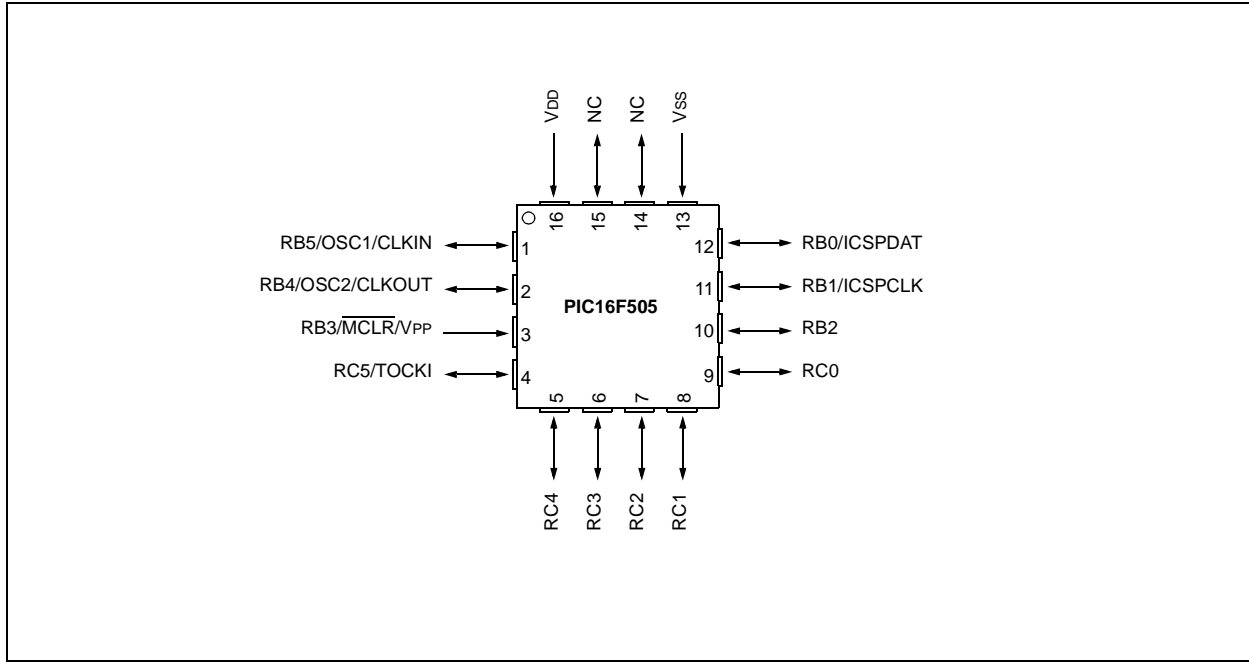 VDD
NC
NC
VSS
16
15
14
13
RB5/OSC1/CLKIN
1
RB4/OSC2/CLKOUT
2
RB3/MCLR/VPP
3
RC5/TOCKI
4
PIC16F505
12
RB0/ICSPDAT
11
RB1/ICSPCLK
10
RB2
9
RC0
5
6
7
8
RC4
RC3
RC2
RC1